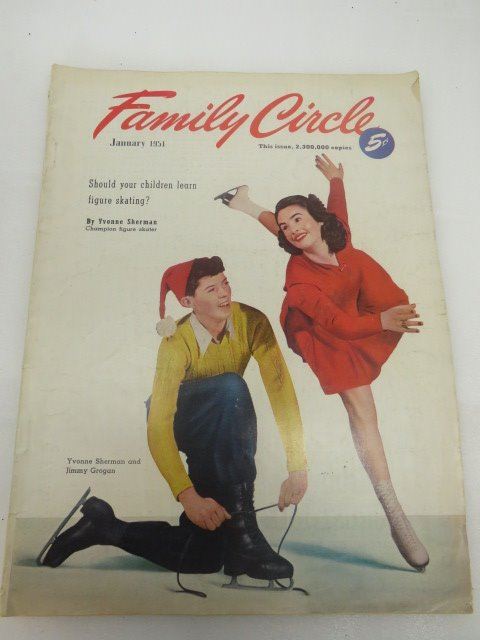 Family Circle
5¢
January 1951
This issue, 2,300,000 copies
Should your children learn
figure skating?
By Yvonne Sherman
Champion figure skater
Yvonne Sherman and
Jimmy Grogan